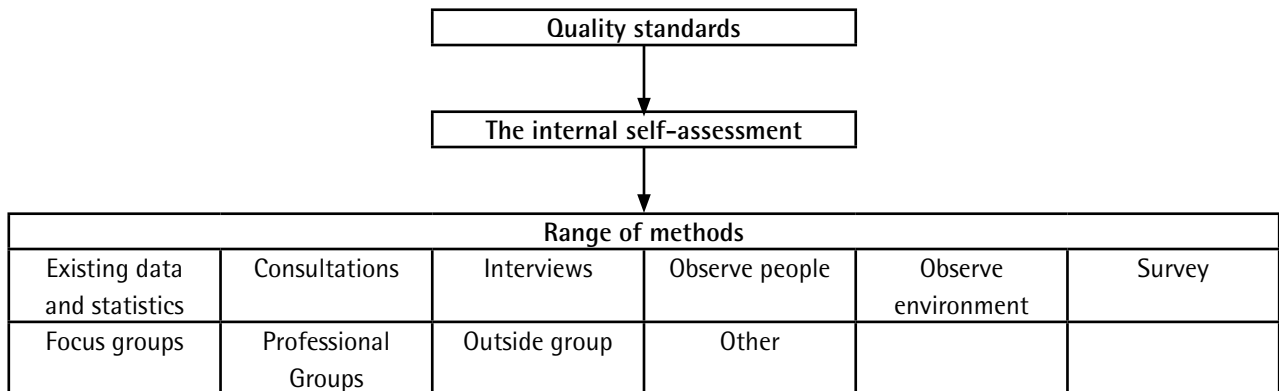 Quality standards
The internal self-assessment
Range of methods
Existing data
and statistics
Consultations
Interviews
Observe people
Observe
environment
Survey
Focus groups
Professional
Groups
Outside group
Other